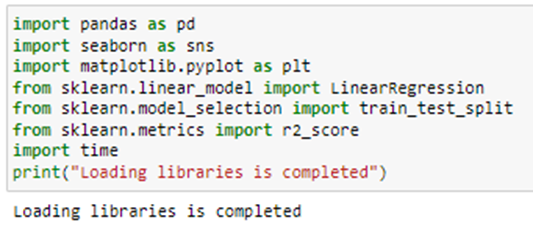 import pandas as pd
import seaborn as sns
import matplotlib.pyplot as plt
from sklearn.linear_model import LinearRegression
from sklearn.model_selection import train_test_split
from sklearn.metrics import r2_score
import time
print("Loading libraries is completed")
Loading libraries is completed